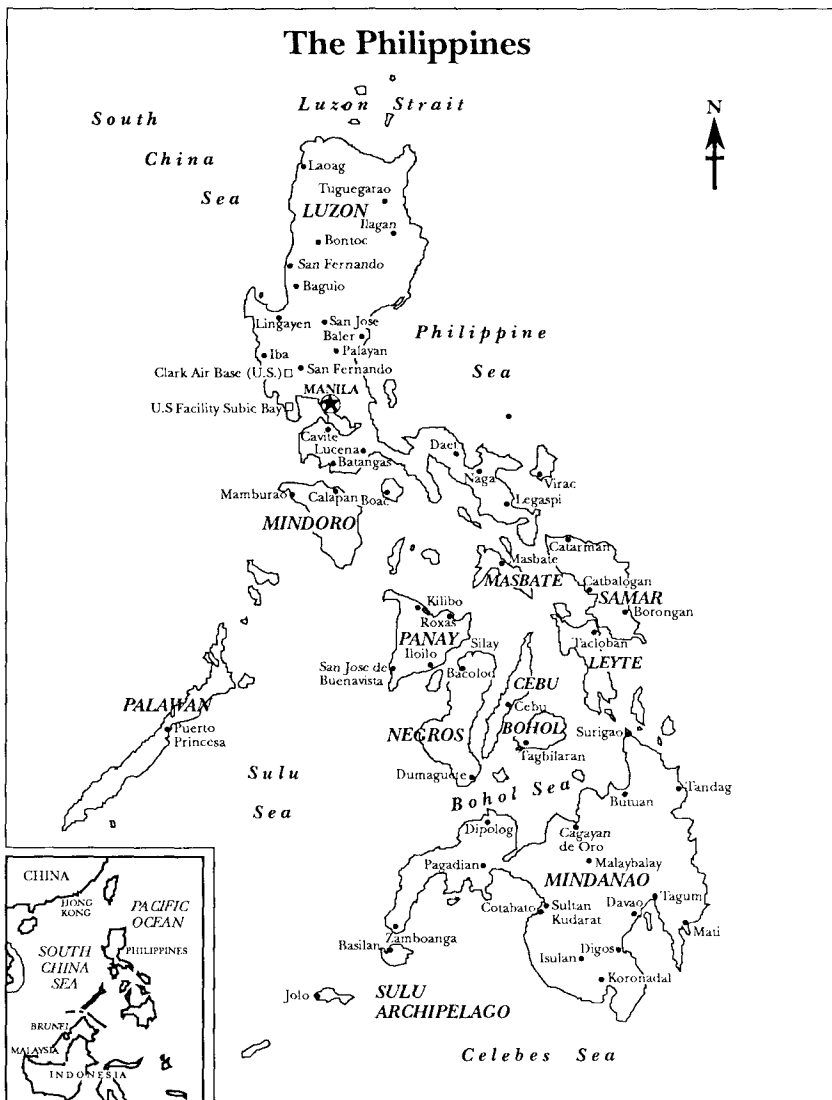 The Philippines
Luzon Strait
South
China
Sea
N
Laoag
Tuguegarao
LUZON
Ilagan
Bontoc
San Fernando
Baguio
Lingayen
San Jose
Baler
Philippine
Sea
Palayan
Iba
Clark Air Base (U.S.)
San Fernando
MANILA
U.S Facility Subic Bay
Cavite
Lucena
Batangas
Daet
Naga
Virac
Legaspi
Mamburao
Calapan
Boac
MINDORO
Catarman
Masbate
MASBATE
Catbalogan
SAMAR
Borongan
Kilibo
Roxas
PANAY
Silay
Iloilo
San Jose de
Buenavista
Bacolod
Tacloban
LEYTE
CEBU
Cebu
PALAWAN
Puerto
Princesa
NEGROS
BOHOL
Tagbilaran
Surigao
Sulu
Sea
Dumaguete
Bohol Sea
Tandag
Butuan
Dipolog
Cagayan
de Oro
Pagadian
Malaybalay
MINDANAO
Cotabato
Sultan
Kudarat
Davao
Tagum
Mati
Zamboanga
Basilan
Isulan
Digos
Koronadal
Jolo
SULU
ARCHIPELAGO
Celebes Sea
CHINA
HONG
KONG
PACIFIC
OCEAN
SOUTH
CHINA
SEA
PHILIPPINES
BRUNEI
MALAYSIA
INDONESIA